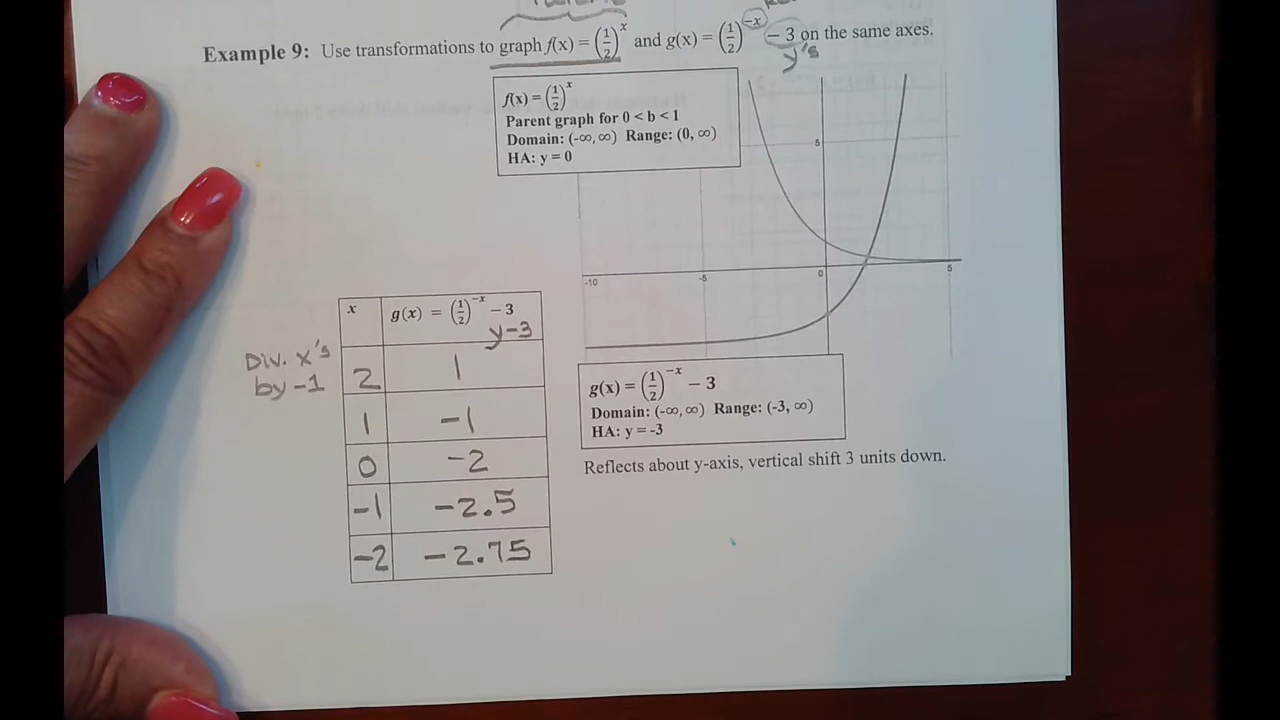 Example 9: Use transformations to graph f(x) = (1/2)^x and g(x) = (1/2)^-x - 3 on the same axes.
y's
f(x) = (1/2)^x
Parent graph for 0 < b < 1
Domain: (-∞, ∞) Range: (0, ∞)
HA: y = 0
5
-10 -5 0 5
x g(x) = (1/2)^-x - 3
y-3
Div. x's
by -1
2 1
1 -1
0 -2
-1 -2.5
-2 -2.75
g(x) = (1/2)^-x - 3
Domain: (-∞, ∞) Range: (-3, ∞)
HA: y = -3
Reflects about y-axis, vertical shift 3 units down.